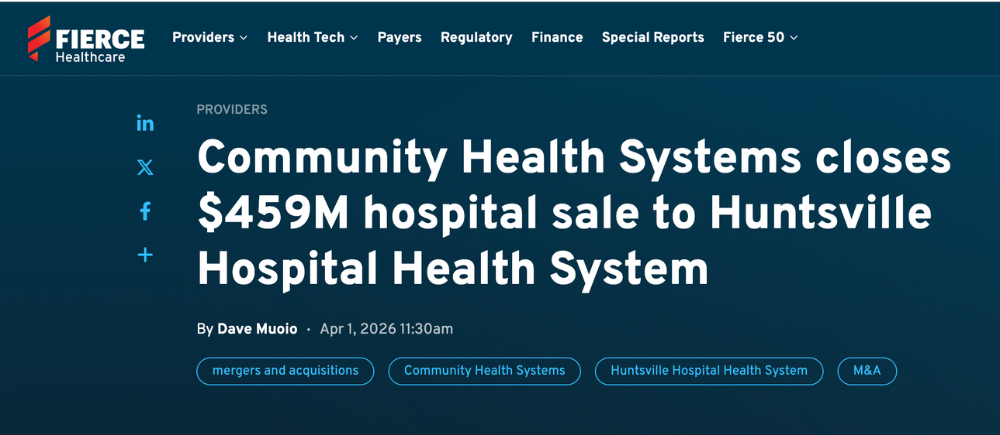 FIERCE
Healthcare
Providers Health Tech Payers Regulatory Finance Special Reports Fierce 50
PROVIDERS
Community Health Systems closes
$459M hospital sale to Huntsville
Hospital Health System
By Dave Muoio • Apr 1, 2026 11:30am
mergers and acquisitions Community Health Systems Huntsville Hospital Health System M&A